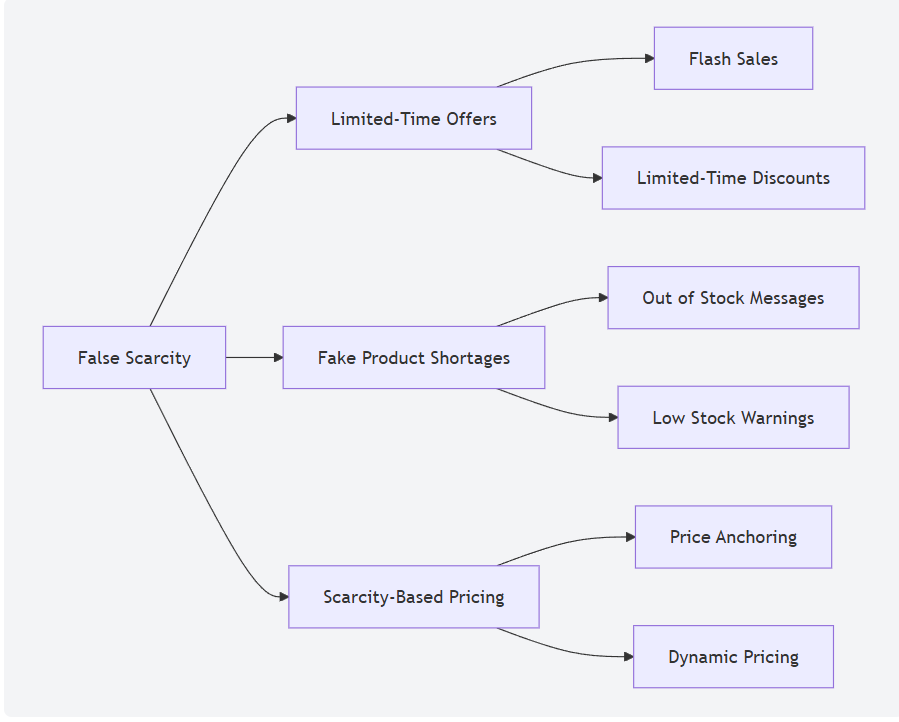 False Scarcity
Limited-Time Offers
Flash Sales
Limited-Time Discounts
Fake Product Shortages
Out of Stock Messages
Low Stock Warnings
Scarcity-Based Pricing
Price Anchoring
Dynamic Pricing